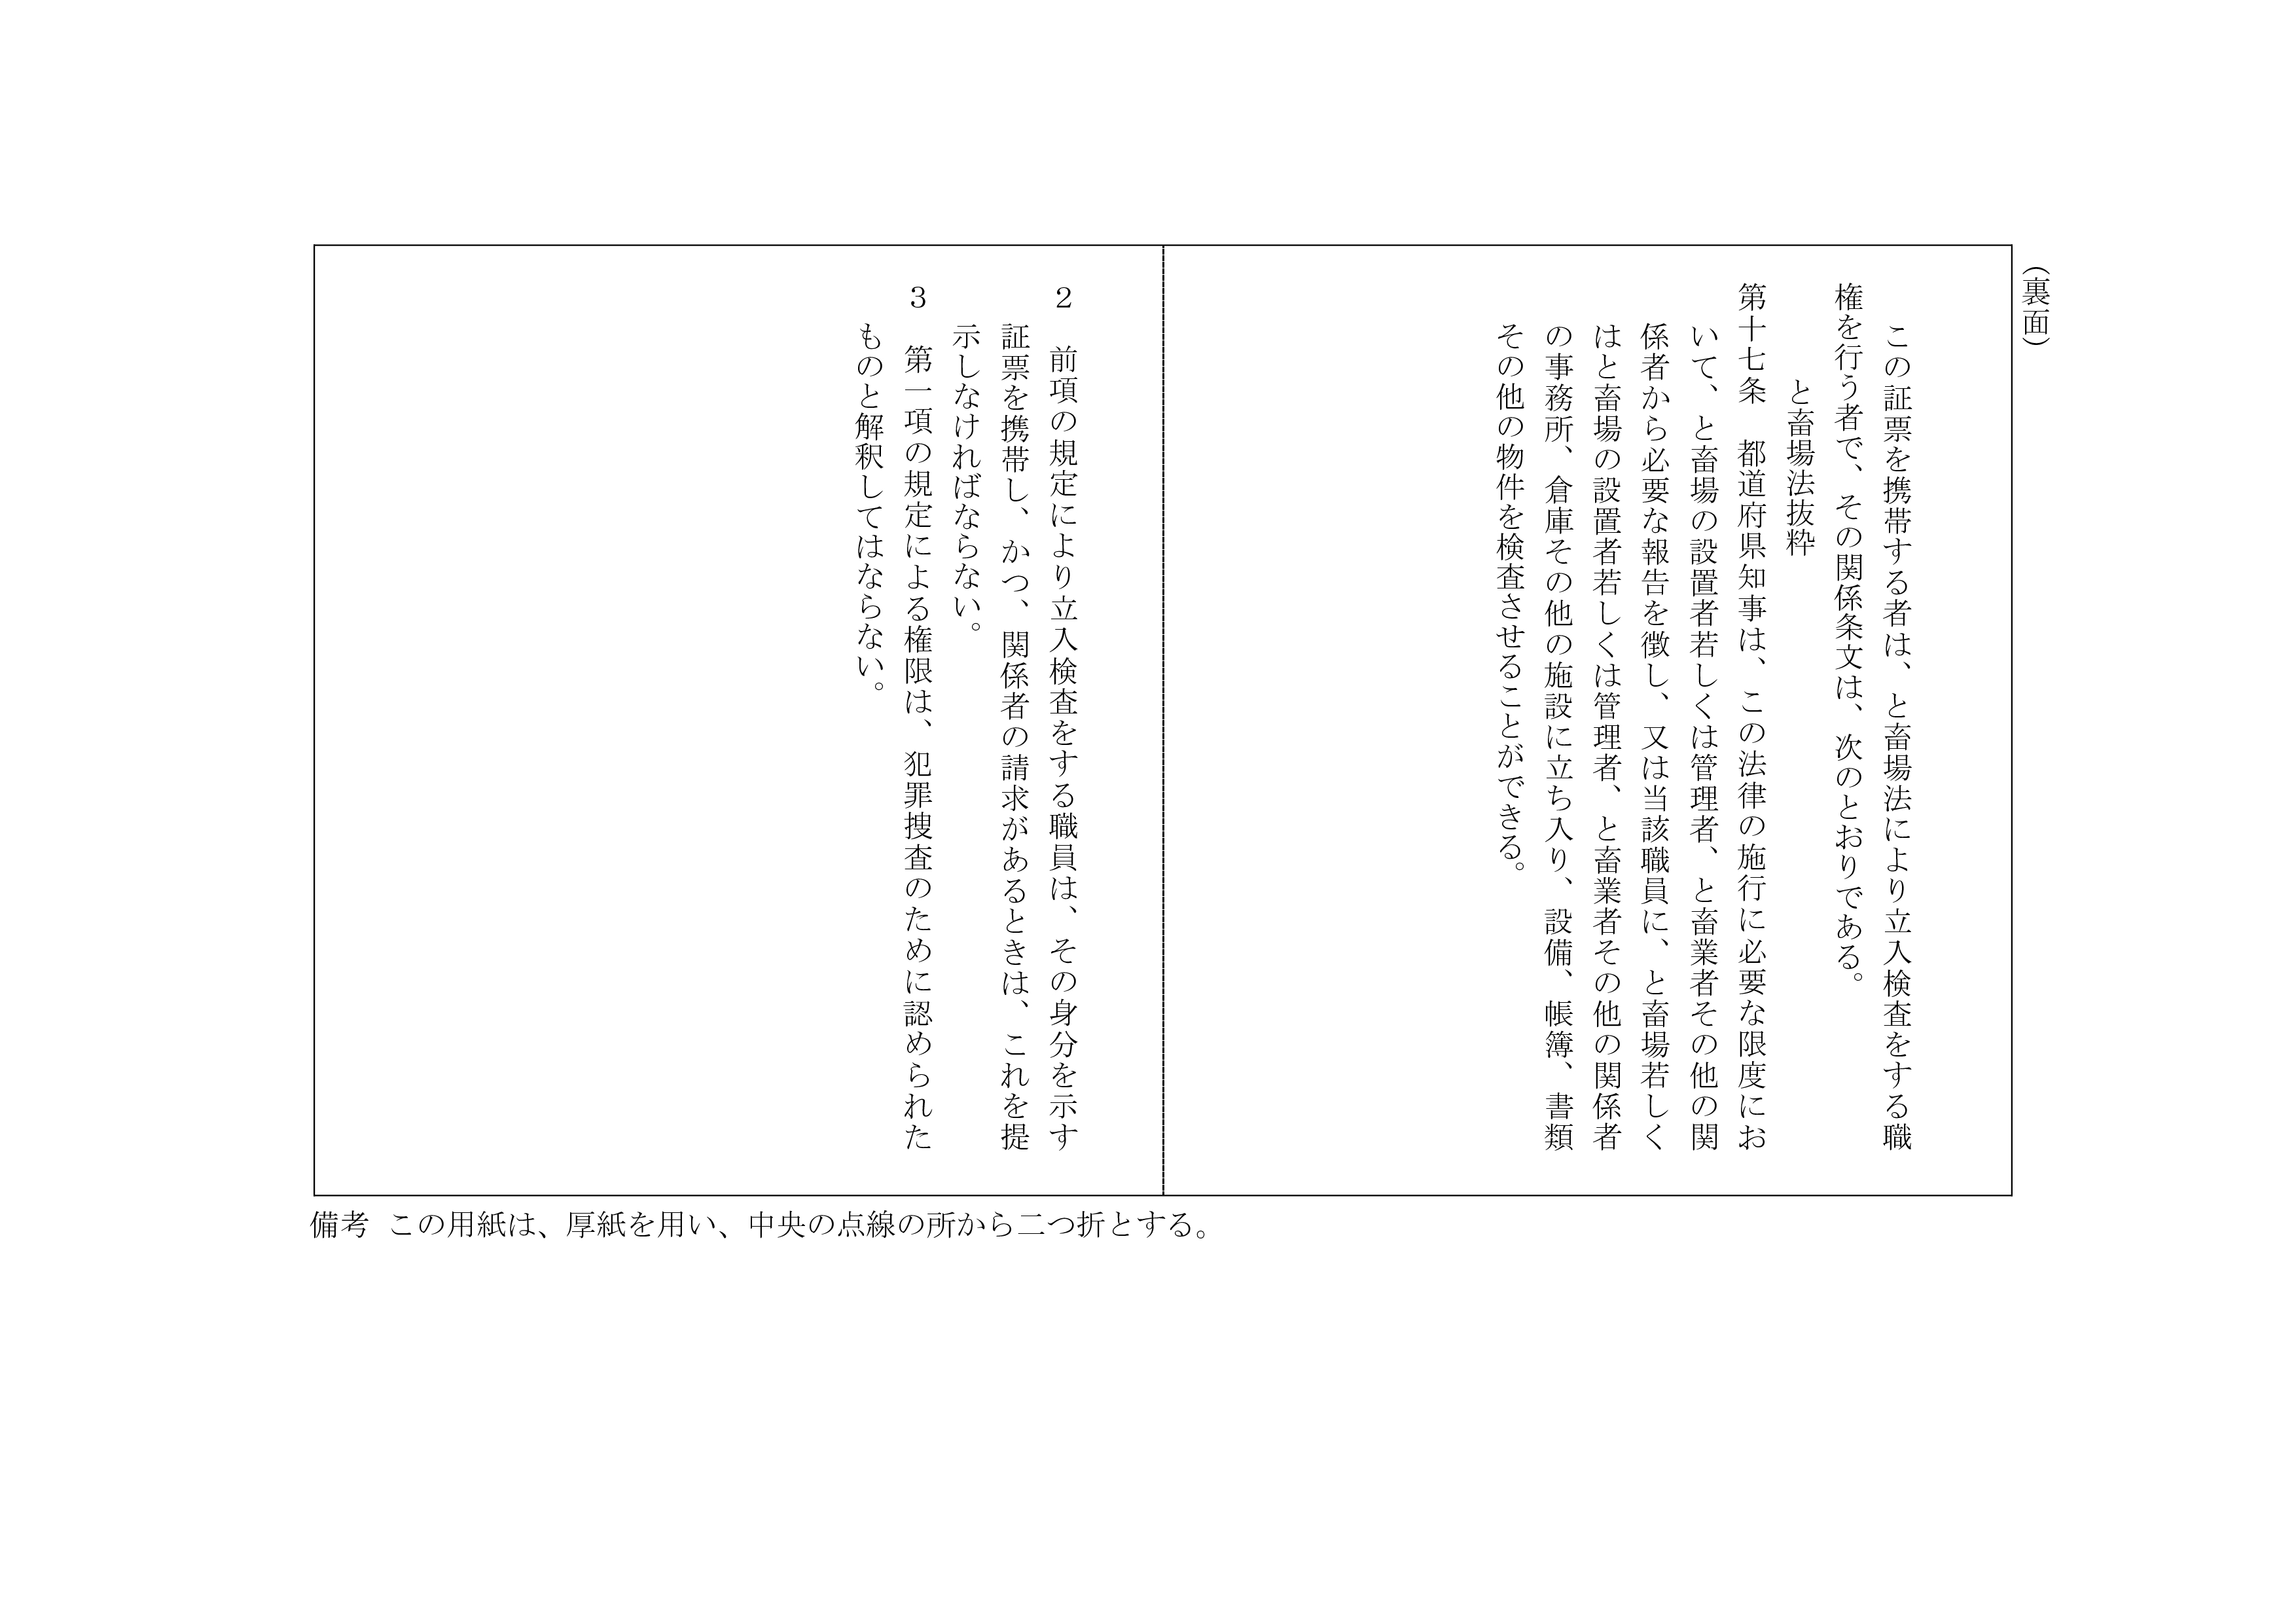 （裏面）
この証票を携帯する者は、と畜場法により立入検査をする職
権を行う者で、その関係条文は、次のとおりである。
と畜場法抜粋
第十七条　都道府県知事は、この法律の施行に必要な限度にお
いて、と畜場の設置者若しくは管理者、と畜業者その他の関
係者から必要な報告を徴し、又は当該職員に、と畜場若しく
はと畜場の設置者若しくは管理者、と畜業者その他の関係者
の事務所、倉庫その他の施設に立ち入り、設備、帳簿、書類
その他の物件を検査させることができる。
２　前項の規定により立入検査をする職員は、その身分を示す
証票を携帯し、かつ、関係者の請求があるときは、これを提
示しなければならない。
３　第一項の規定による権限は、犯罪捜査のために認められた
ものと解釈してはならない。
備考 この用紙は、厚紙を用い、中央の点線の所から二つ折とする。